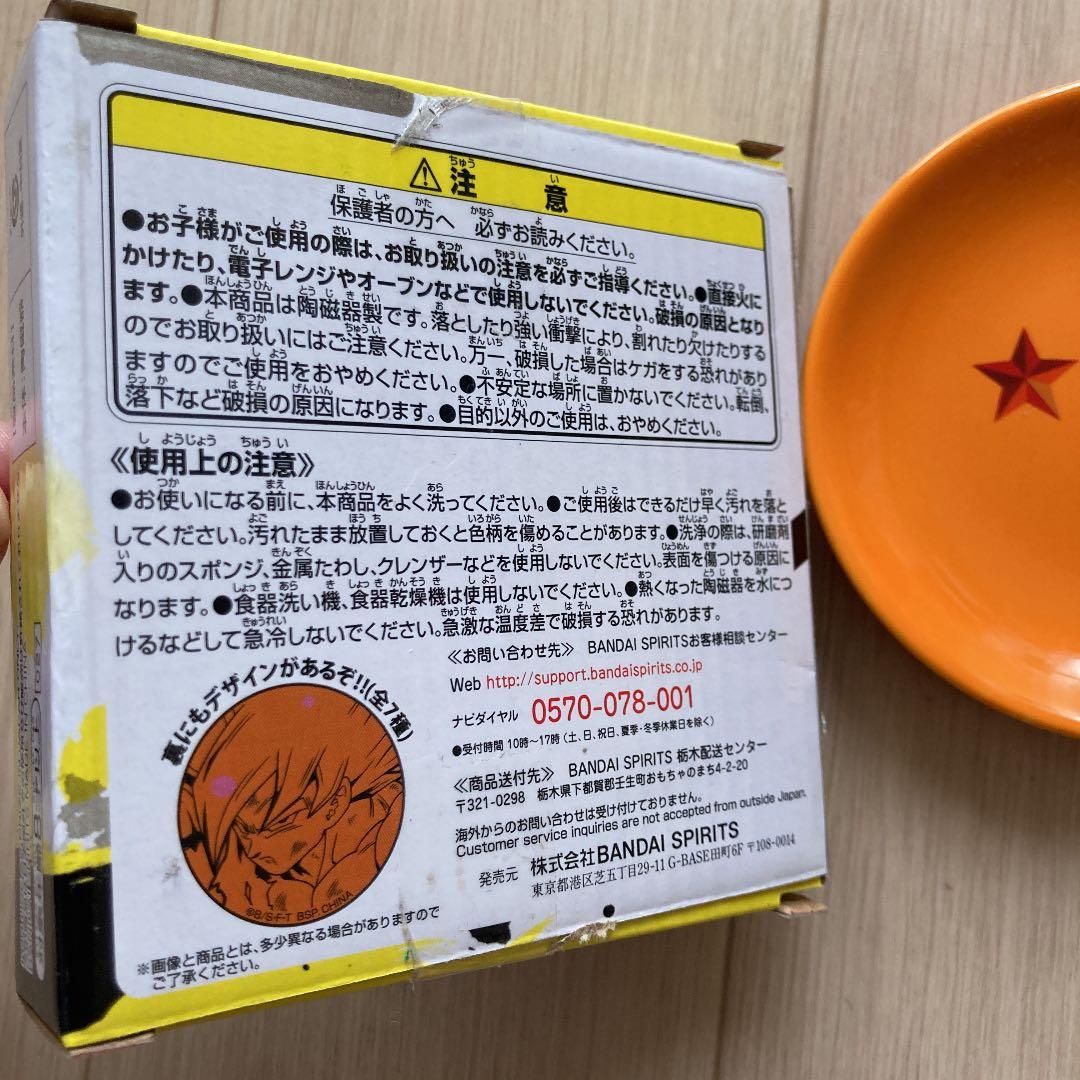 ⚠注 意
保護者の方へ 必ずお読みください。
●お子様がご使用の際は、お取り扱いの注意を必ずご指導ください。●直接火に
かけたり、電子レンジやオーブンなどで使用しないでください。破損の原因となり
ます。●本商品は陶磁器製です。落としたり強い衝撃により、割れたり欠けたりする
のでお取り扱いにはご注意ください。万一、破損した場合はケガをする恐れがあり
ますのでご使用をおやめください。●不安定な場所に置かないでください。転倒、
落下など破損の原因になります。●目的以外のご使用は、おやめください。
《使用上の注意》
●お使いになる前に、本商品をよく洗ってください。●ご使用後はできるだけ早く汚れを落と
してください。汚れたまま放置しておくと色柄を傷めることがあります。●洗浄の際は、研磨剤
入りのスポンジ、金属たわし、クレンザーなどを使用しないでください。表面を傷つける原因に
なります。●食器洗い機、食器乾燥機は使用しないでください。●熱くなった陶磁器を水につ
けるなどして急冷しないでください。急激な温度差で破損する恐れがあります。
裏にもデザインがあるぞ!!(全7種)
©B/S・F・T BSP, CHINA
※画像と商品とは、多少異なる場合がありますので
ご了承ください。
《お問い合わせ先》 BANDAI SPIRITSお客様相談センター
Web http://support.bandaispirits.co.jp
ナビダイヤル 0570-078-001
●受付時間 10時〜17時 (土、日、祝日、夏季・冬季休業日を除く)
《商品送付先》 BANDAI SPIRITS 栃木配送センター
〒321-0298 栃木県下都賀郡壬生町おもちゃのまち4-2-20
海外からのお問い合わせは受け付けておりません。
Customer service inquiries are not accepted from outside Japan.
発売元 株式会社BANDAI SPIRITS
東京都港区芝五丁目29-11 G-BASE田町6F 〒108-0014